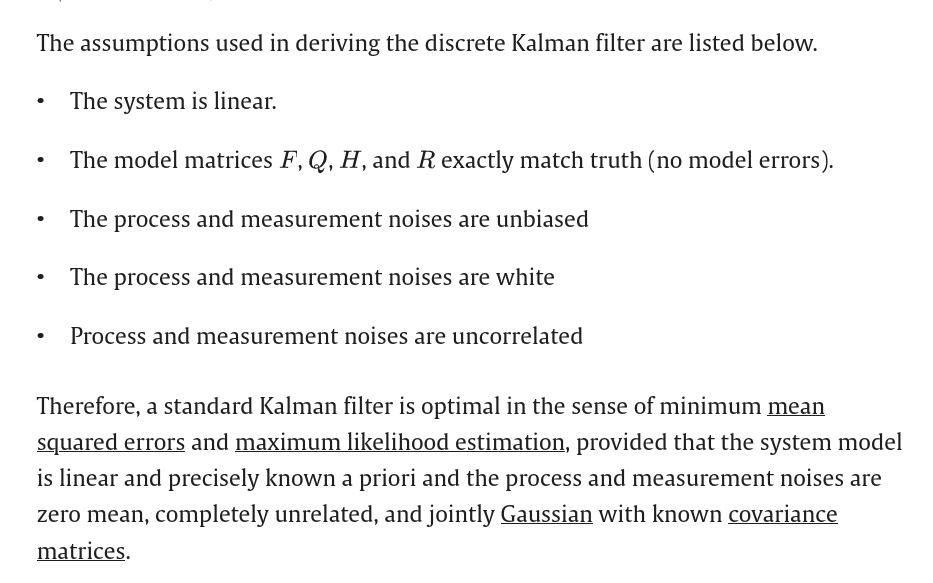 The assumptions used in deriving the discrete Kalman filter are listed below.
• The system is linear.
• The model matrices F, Q, H, and R exactly match truth (no model errors).
• The process and measurement noises are unbiased
• The process and measurement noises are white
• Process and measurement noises are uncorrelated
Therefore, a standard Kalman filter is optimal in the sense of minimum mean
squared errors and maximum likelihood estimation, provided that the system model
is linear and precisely known a priori and the process and measurement noises are
zero mean, completely unrelated, and jointly Gaussian with known covariance
matrices.